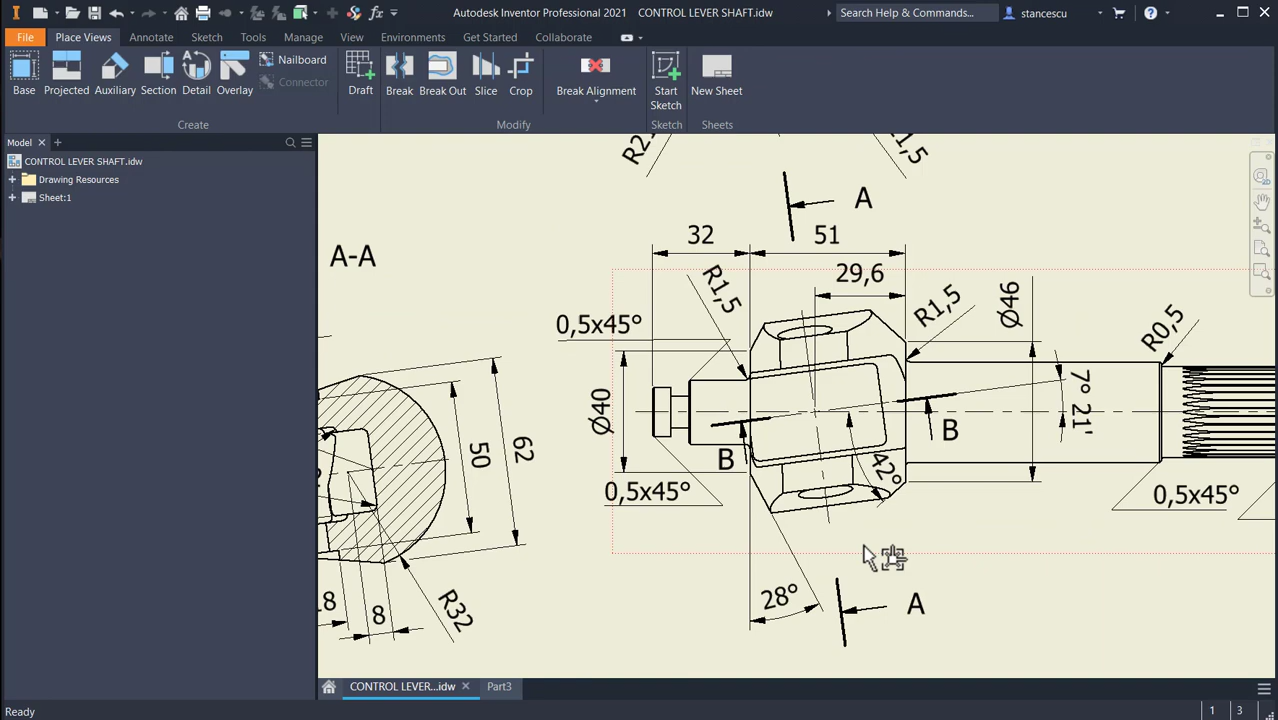 Autodesk Inventor Professional 2021 CONTROL LEVER SHAFT.idw
Search Help & Commands...
stancescu
File
Place Views
Annotate
Sketch
Tools
Manage
View
Environments
Get Started
Collaborate
Base
Projected
Auxiliary
Section
Detail
Overlay
Nailboard
Connector
Draft
Break
Break Out
Slice
Crop
Break Alignment
Start
Sketch
New Sheet
Create
Modify
Sketch
Sheets
Model
CONTROL LEVER SHAFT.idw
Drawing Resources
Sheet:1
A
A-A
32
51
29,6
R1,5
R1,5
Ø46
R0,5
0,5x45°
Ø40
7° 21'
B
B
42°
0,5x45°
0,5x45°
50
62
R32
8
28°
A
CONTROL LEVER...idw
Part3
Ready
1
3